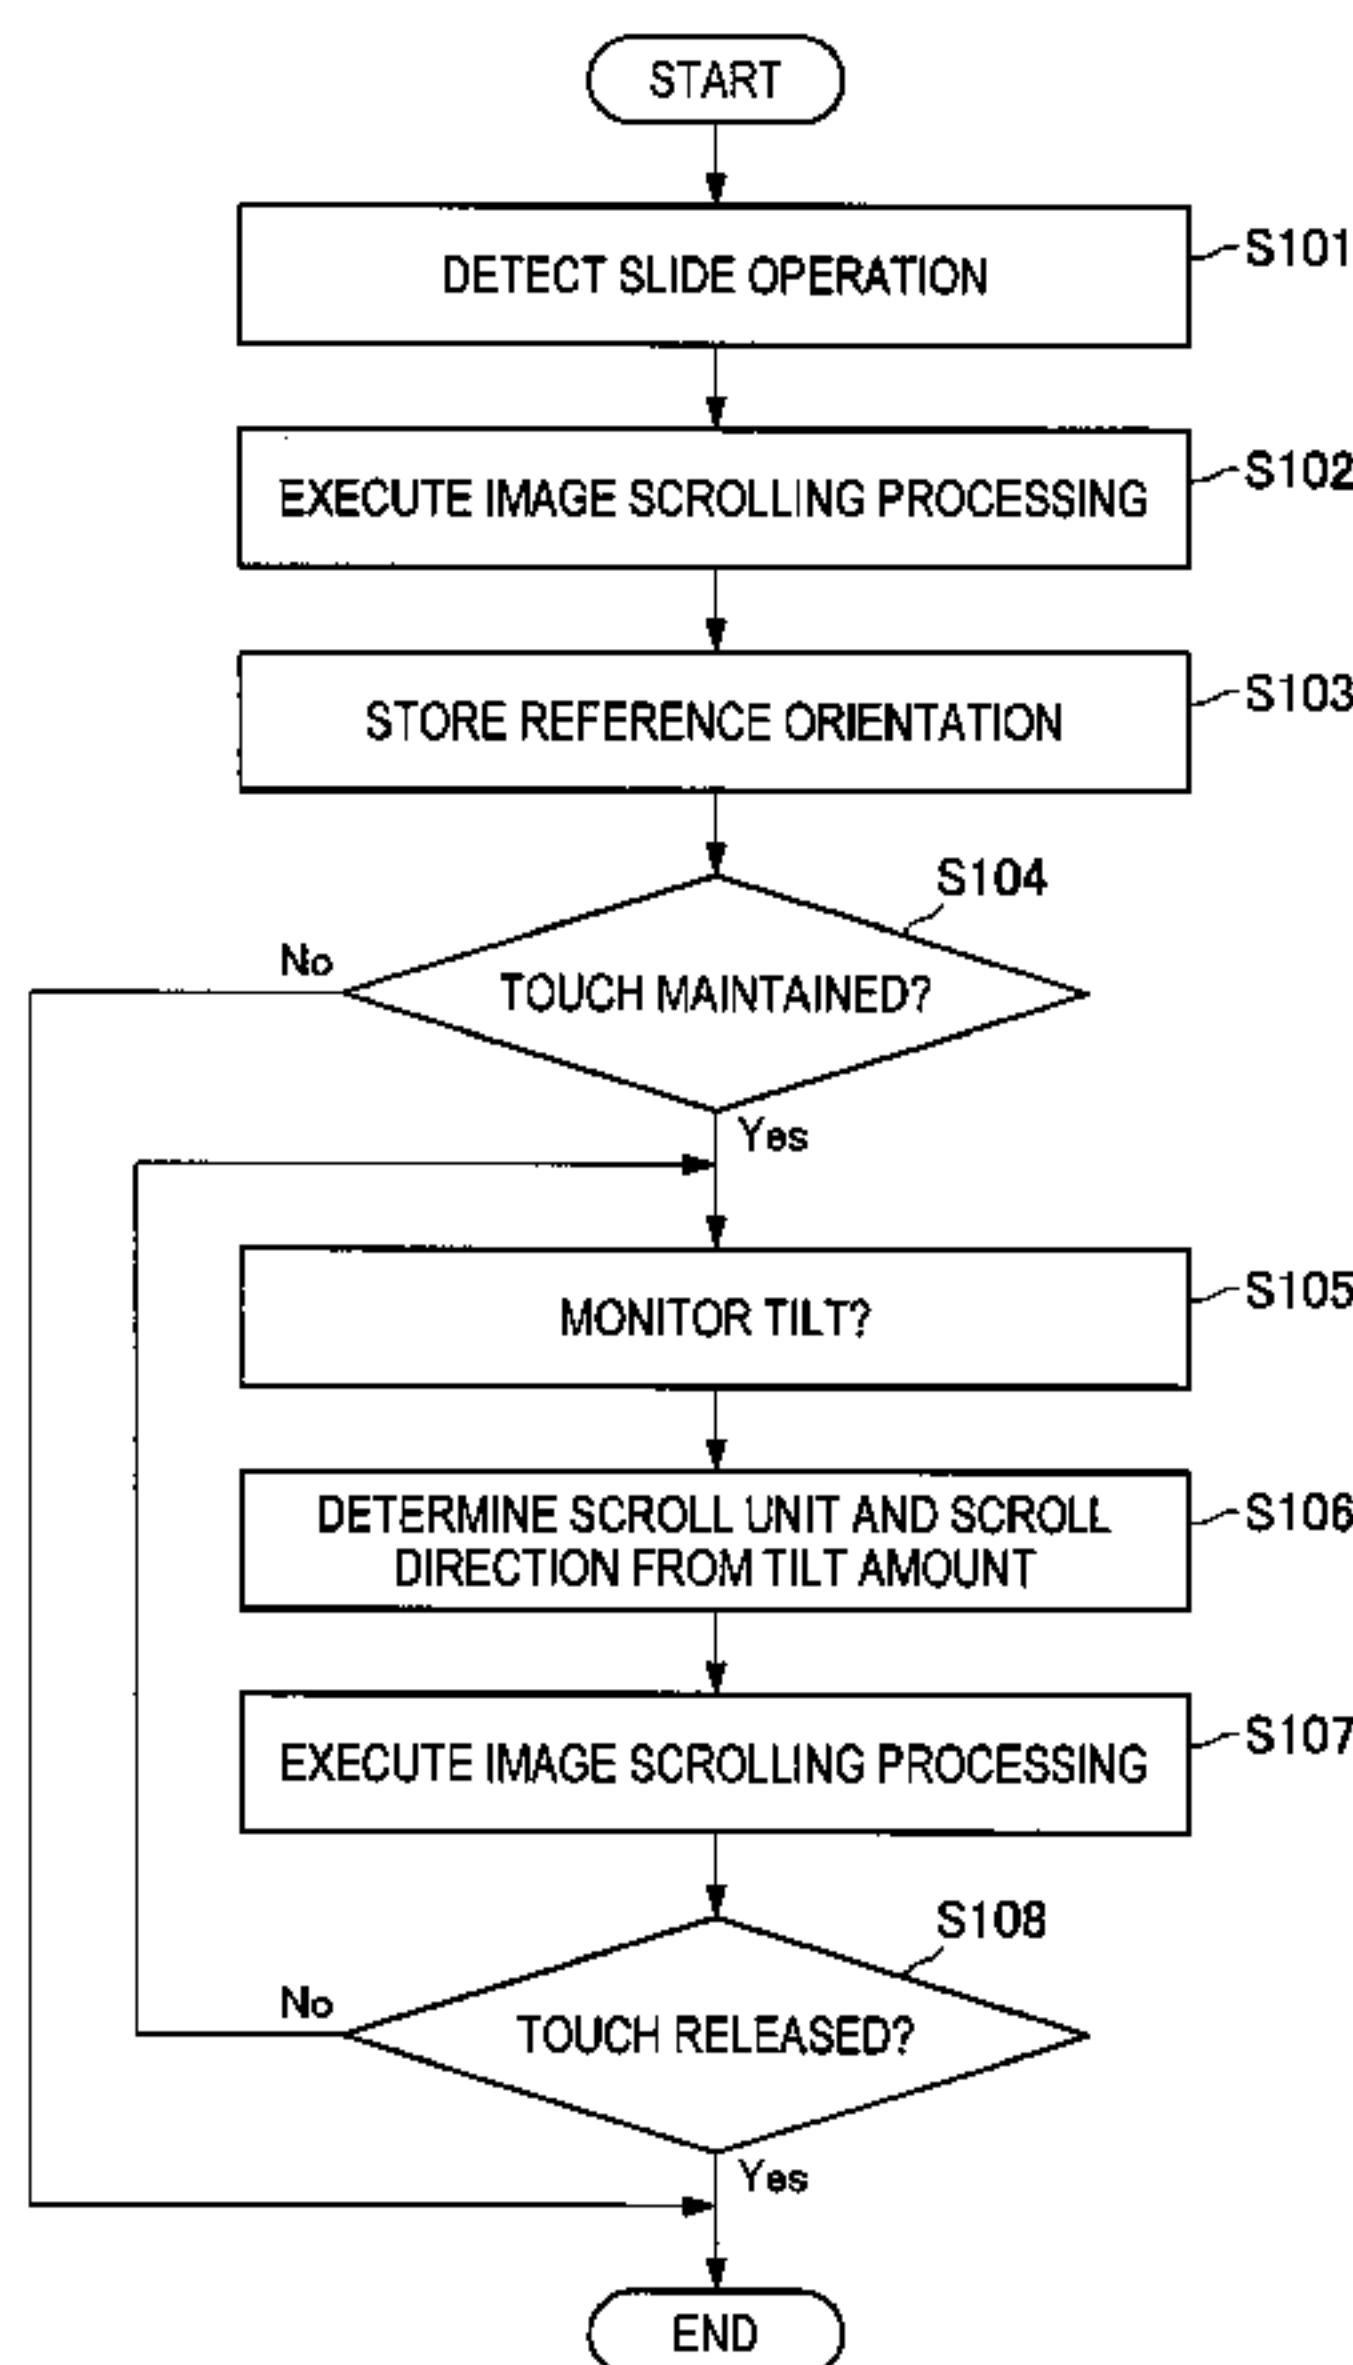 START
DETECT SLIDE OPERATION
S101
EXECUTE IMAGE SCROLLING PROCESSING
S102
STORE REFERENCE ORIENTATION
S103
S104
No
TOUCH MAINTAINED?
Yes
MONITOR TILT?
S105
DETERMINE SCROLL UNIT AND SCROLL
DIRECTION FROM TILT AMOUNT
S106
EXECUTE IMAGE SCROLLING PROCESSING
S107
S108
No
TOUCH RELEASED?
Yes
END